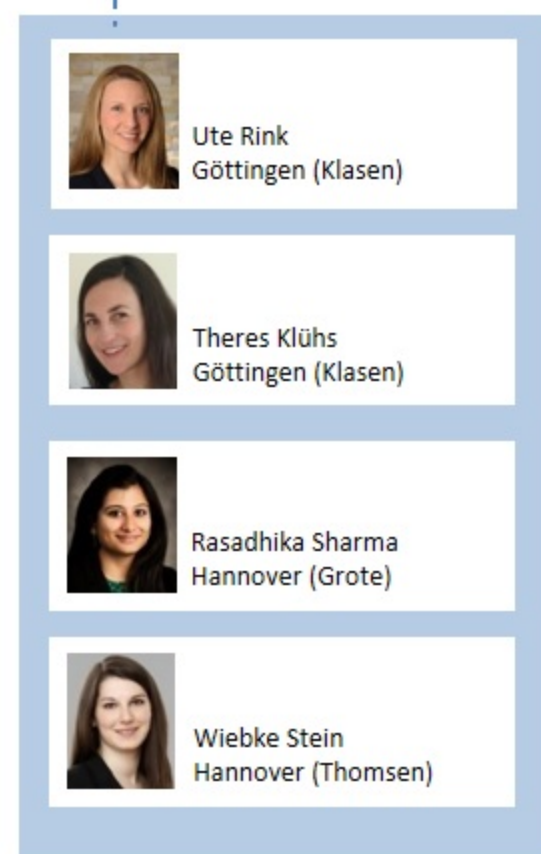 Ute Rink
Göttingen (Klasen)
Theres Klühs
Göttingen (Klasen)
Rasadhika Sharma
Hannover (Grote)
Wiebke Stein
Hannover (Thomsen)